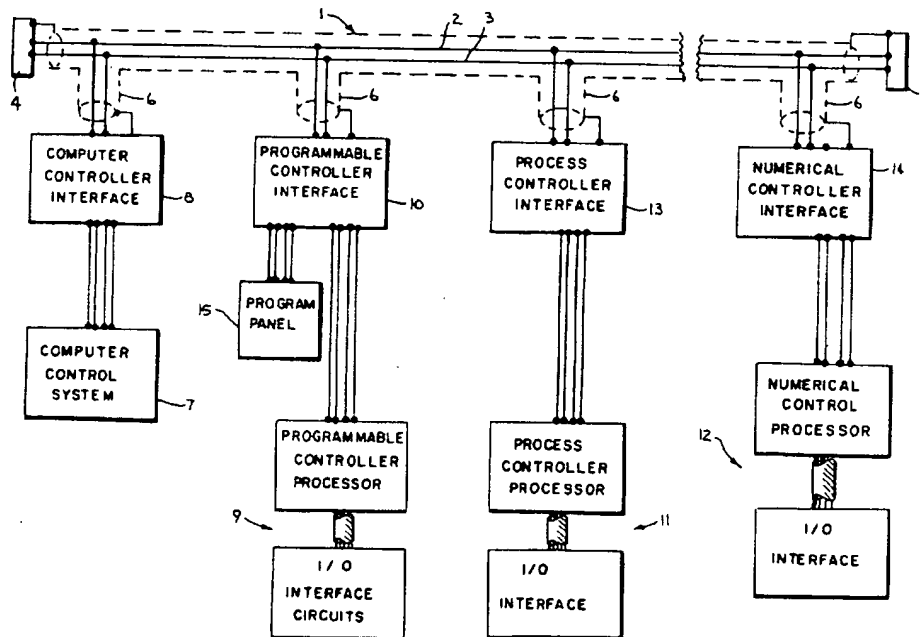 1
2
3
4
6
6
6
6
COMPUTER
CONTROLLER
INTERFACE
8
PROGRAMMABLE
CONTROLLER
INTERFACE
10
PROCESS
CONTROLLER
INTERFACE
13
NUMERICAL
CONTROLLER
INTERFACE
14
15
PROGRAM
PANEL
COMPUTER
CONTROL
SYSTEM
7
PROGRAMMABLE
CONTROLLER
PROCESSOR
PROCESS
CONTROLLER
PROCESSOR
NUMERICAL
CONTROL
PROCESSOR
12
9
11
I/O
INTERFACE
CIRCUITS
I/O
INTERFACE
I/O
INTERFACE